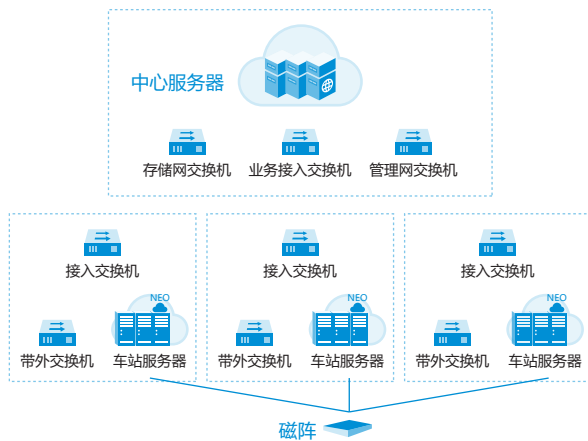 中心服务器
存储网交换机 业务接入交换机 管理网交换机
接入交换机 接入交换机 接入交换机
NEO NEO NEO
带外交换机 车站服务器 带外交换机 车站服务器 带外交换机 车站服务器
磁阵